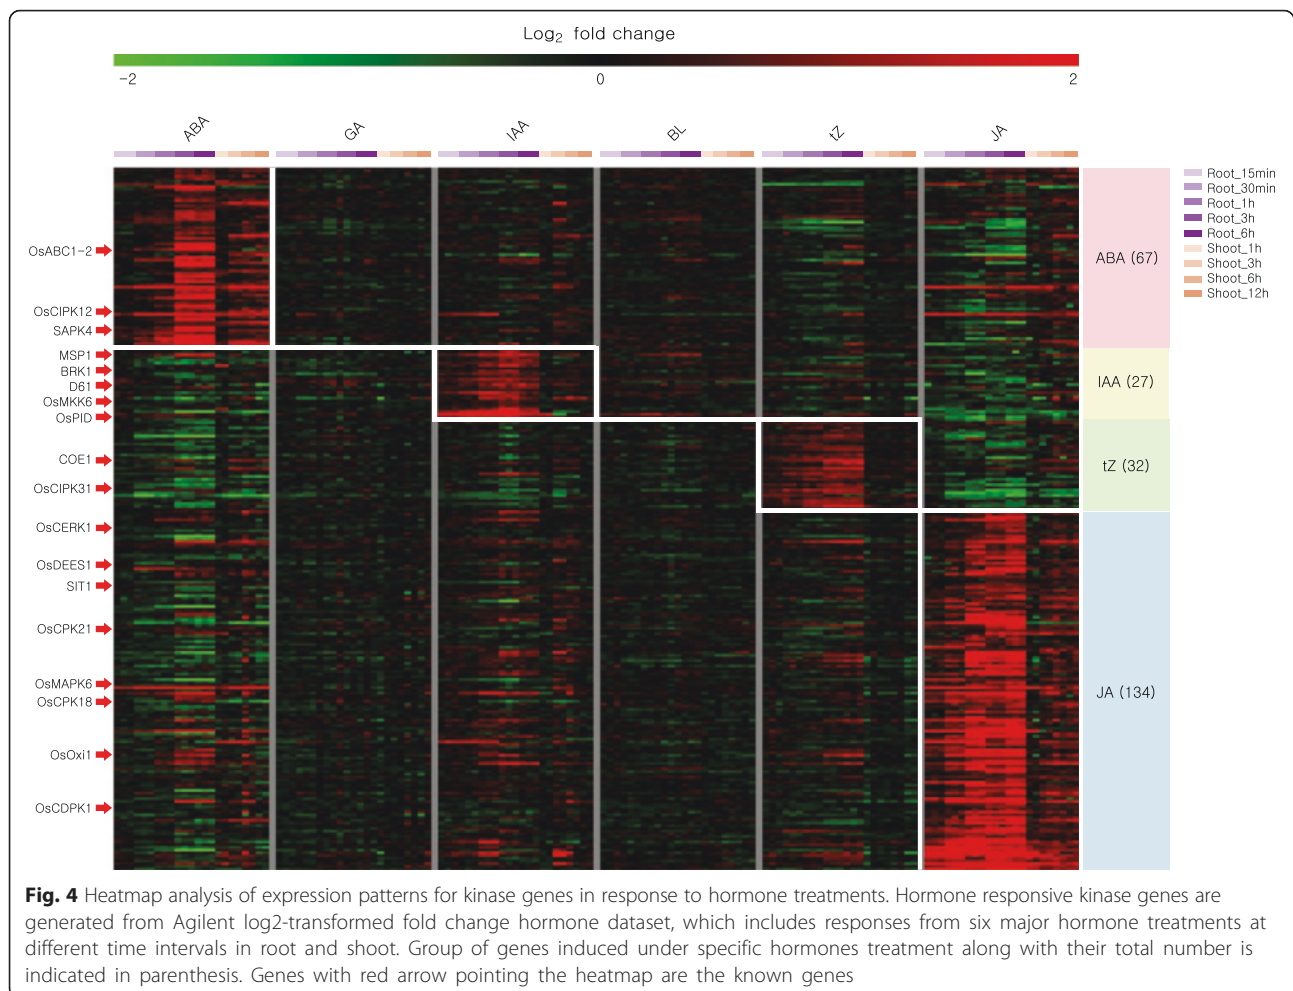 Log2 fold change
-2 0 2
ABA GA IAA BL tZ JA
Root_15min
Root_30min
Root_1h
Root_3h
Root_6h
Shoot_1h
Shoot_3h
Shoot_6h
Shoot_12h
OsABC1-2
OsCIPK12
SAPK4
MSP1
BRK1
D61
OsMKK6
OsPID
COE1
OsCIPK31
OsCERK1
OsDEES1
SIT1
OsCPK21
OsMAPK6
OsCPK18
OsOxi1
OsCDPK1
ABA (67)
IAA (27)
tZ (32)
JA (134)
Fig. 4 Heatmap analysis of expression patterns for kinase genes in response to hormone treatments. Hormone responsive kinase genes are
generated from Agilent log2-transformed fold change hormone dataset, which includes responses from six major hormone treatments at
different time intervals in root and shoot. Group of genes induced under specific hormones treatment along with their total number is
indicated in parenthesis. Genes with red arrow pointing the heatmap are the known genes